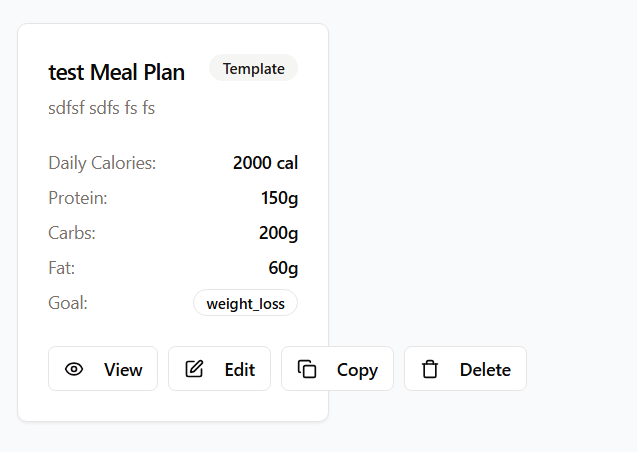 test Meal Plan Template
sdfsf sdfs fs fs
Daily Calories: 2000 cal
Protein: 150g
Carbs: 200g
Fat: 60g
Goal: weight_loss
View Edit Copy Delete